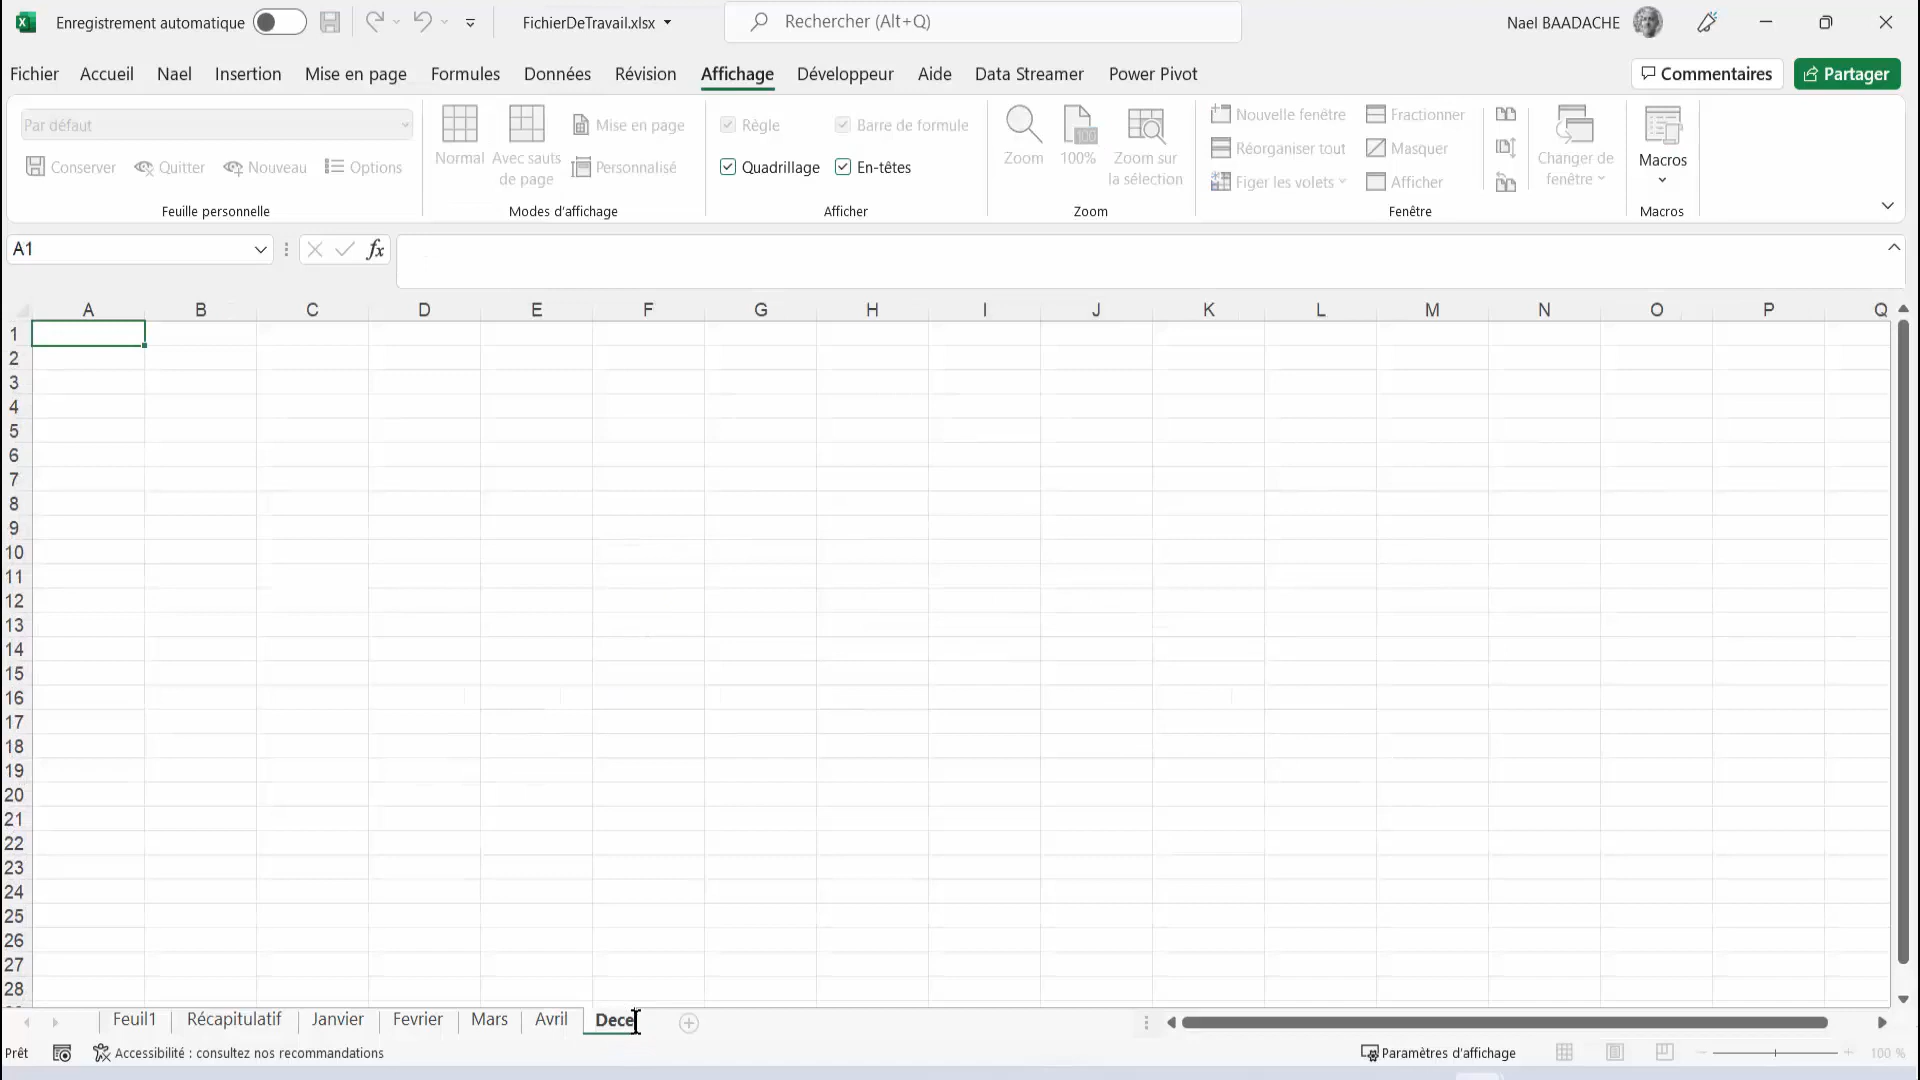 Enregistrement automatique
FichierDeTravail.xlsx
Rechercher (Alt+Q)
Nael BAADACHE
Fichier Accueil Nael Insertion Mise en page Formules Données Révision Affichage Développeur Aide Data Streamer Power Pivot
Commentaires
Partager
Par défaut
Conserver Quitter Nouveau Options
Feuille personnelle
Normal
Avec sauts
de page
Mise en page
Personnalisé
Modes d'affichage
Règle
Barre de formule
Quadrillage
En-têtes
Afficher
Zoom
100
100%
Zoom sur
la sélection
Zoom
Nouvelle fenêtre
Réorganiser tout
Figer les volets
Fractionner
Masquer
Afficher
Changer de
fenêtre
Fenêtre
Macros
Macros
A1
fx
A B C D E F G H I J K L M N O P Q
1
2
3
4
5
6
7
8
9
10
11
12
13
14
15
16
17
18
19
20
21
22
23
24
25
26
27
28
Feuil1 Récapitulatif Janvier Fevrier Mars Avril Dece
Prêt
Accessibilité : consultez nos recommandations
Paramètres d'affichage
100 %